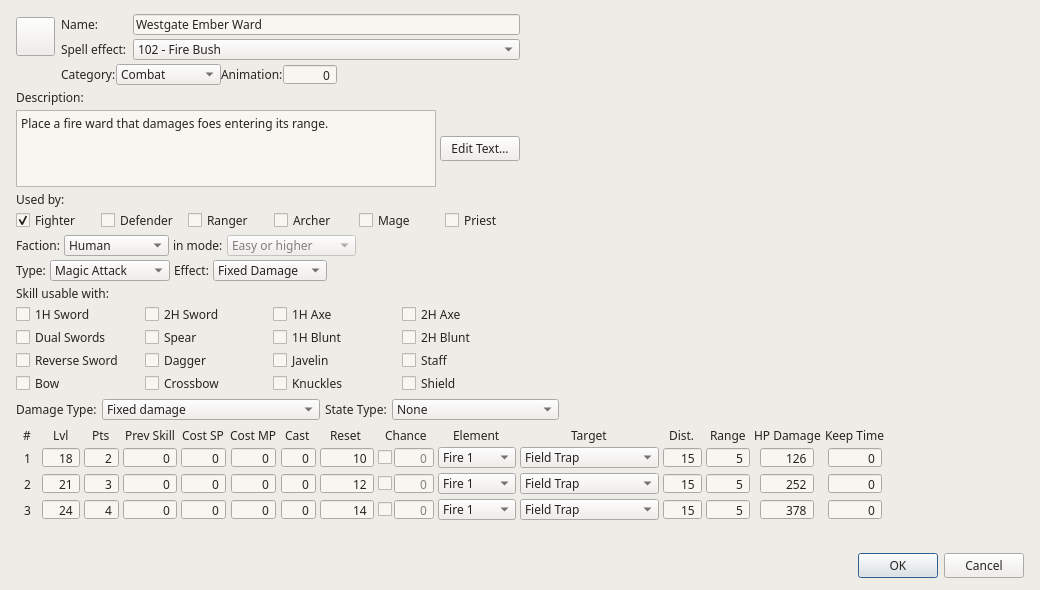 Name: Westgate Ember Ward
Spell effect: 102 - Fire Bush
Category: Combat Animation: 0
Description:
Place a fire ward that damages foes entering its range.
Edit Text...
Used by:
Fighter Defender Ranger Archer Mage Priest
Faction: Human in mode: Easy or higher
Type: Magic Attack Effect: Fixed Damage
Skill usable with:
1H Sword 2H Sword 1H Axe 2H Axe
Dual Swords Spear 1H Blunt 2H Blunt
Reverse Sword Dagger Javelin Staff
Bow Crossbow Knuckles Shield
Damage Type: Fixed damage State Type: None
# Lvl Pts Prev Skill Cost SP Cost MP Cast Reset Chance Element Target Dist. Range HP Damage Keep Time
1 18 2 0 0 0 0 10 0 Fire 1 Field Trap 15 5 126 0
2 21 3 0 0 0 0 12 0 Fire 1 Field Trap 15 5 252 0
3 24 4 0 0 0 0 14 0 Fire 1 Field Trap 15 5 378 0
OK Cancel